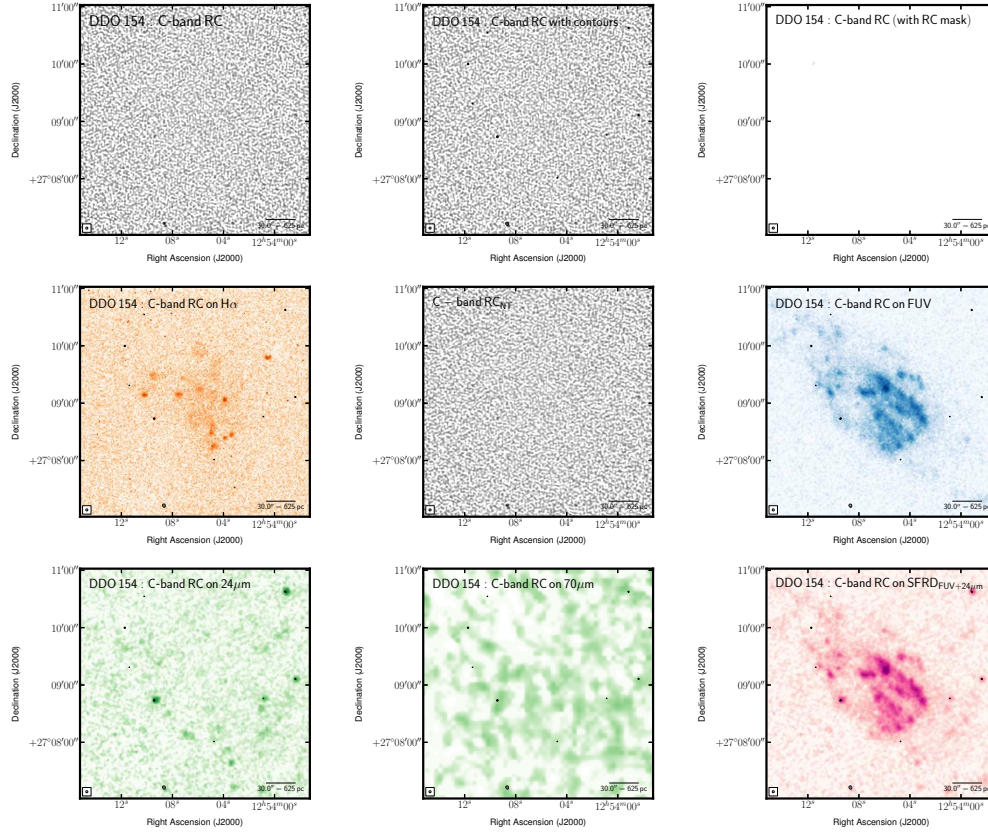 DDO 154 : C-band RC
11′00″
10′00″
09′00″
+27°08′00″
Declination (J2000)
12ˢ
08ˢ
04ˢ
12ʰ54ᵐ00ˢ
30.0″ = 625 pc
Right Ascension (J2000)
DDO 154 : C-band RC with contours
11′00″
10′00″
09′00″
+27°08′00″
Declination (J2000)
12ˢ
08ˢ
04ˢ
12ʰ54ᵐ00ˢ
30.0″ = 625 pc
Right Ascension (J2000)
DDO 154 : C-band RC (with RC mask)
11′00″
10′00″
09′00″
+27°08′00″
Declination (J2000)
12ˢ
08ˢ
04ˢ
12ʰ54ᵐ00ˢ
30.0″ = 625 pc
Right Ascension (J2000)
DDO 154 : C-band RC on Hα
11′00″
10′00″
09′00″
+27°08′00″
Declination (J2000)
12ˢ
08ˢ
04ˢ
12ʰ54ᵐ00ˢ
30.0″ = 625 pc
Right Ascension (J2000)
C − band RC_NT
11′00″
10′00″
09′00″
+27°08′00″
Declination (J2000)
12ˢ
08ˢ
04ˢ
12ʰ54ᵐ00ˢ
30.0″ = 625 pc
Right Ascension (J2000)
DDO 154 : C-band RC on FUV
11′00″
10′00″
09′00″
+27°08′00″
Declination (J2000)
12ˢ
08ˢ
04ˢ
12ʰ54ᵐ00ˢ
30.0″ = 625 pc
Right Ascension (J2000)
DDO 154 : C-band RC on 24μm
11′00″
10′00″
09′00″
+27°08′00″
Declination (J2000)
12ˢ
08ˢ
04ˢ
12ʰ54ᵐ00ˢ
30.0″ = 625 pc
Right Ascension (J2000)
DDO 154 : C-band RC on 70μm
11′00″
10′00″
09′00″
+27°08′00″
Declination (J2000)
12ˢ
08ˢ
04ˢ
12ʰ54ᵐ00ˢ
30.0″ = 625 pc
Right Ascension (J2000)
DDO 154 : C-band RC on SFRD_FUV+24μm
11′00″
10′00″
09′00″
+27°08′00″
Declination (J2000)
12ˢ
08ˢ
04ˢ
12ʰ54ᵐ00ˢ
30.0″ = 625 pc
Right Ascension (J2000)